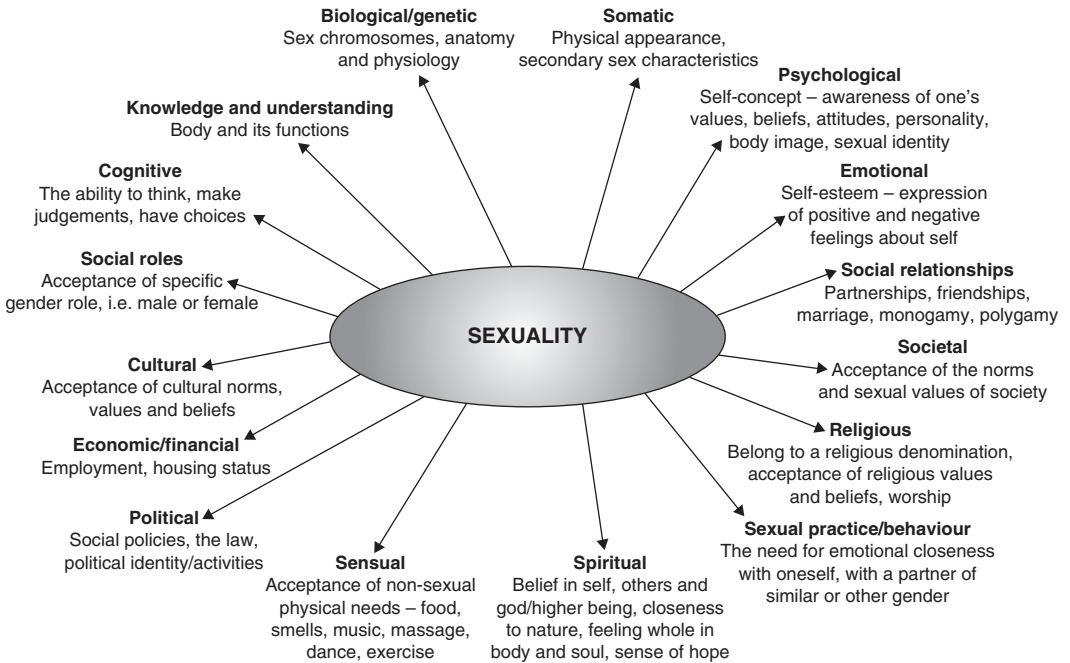 Biological/genetic
Sex chromosomes, anatomy
and physiology
Somatic
Physical appearance,
secondary sex characteristics
Psychological
Self-concept – awareness of one's
values, beliefs, attitudes, personality,
body image, sexual identity
Emotional
Self-esteem – expression
of positive and negative
feelings about self
Social relationships
Partnerships, friendships,
marriage, monogamy, polygamy
Societal
Acceptance of the norms
and sexual values of society
Religious
Belong to a religious denomination,
acceptance of religious values
and beliefs, worship
Sexual practice/behaviour
The need for emotional closeness
with oneself, with a partner of
similar or other gender
Spiritual
Belief in self, others and
god/higher being, closeness
to nature, feeling whole in
body and soul, sense of hope
Sensual
Acceptance of non-sexual
physical needs – food,
smells, music, massage,
dance, exercise
Political
Social policies, the law,
political identity/activities
Economic/financial
Employment, housing status
Cultural
Acceptance of cultural norms,
values and beliefs
Social roles
Acceptance of specific
gender role, i.e. male or female
Cognitive
The ability to think, make
judgements, have choices
Knowledge and understanding
Body and its functions
SEXUALITY